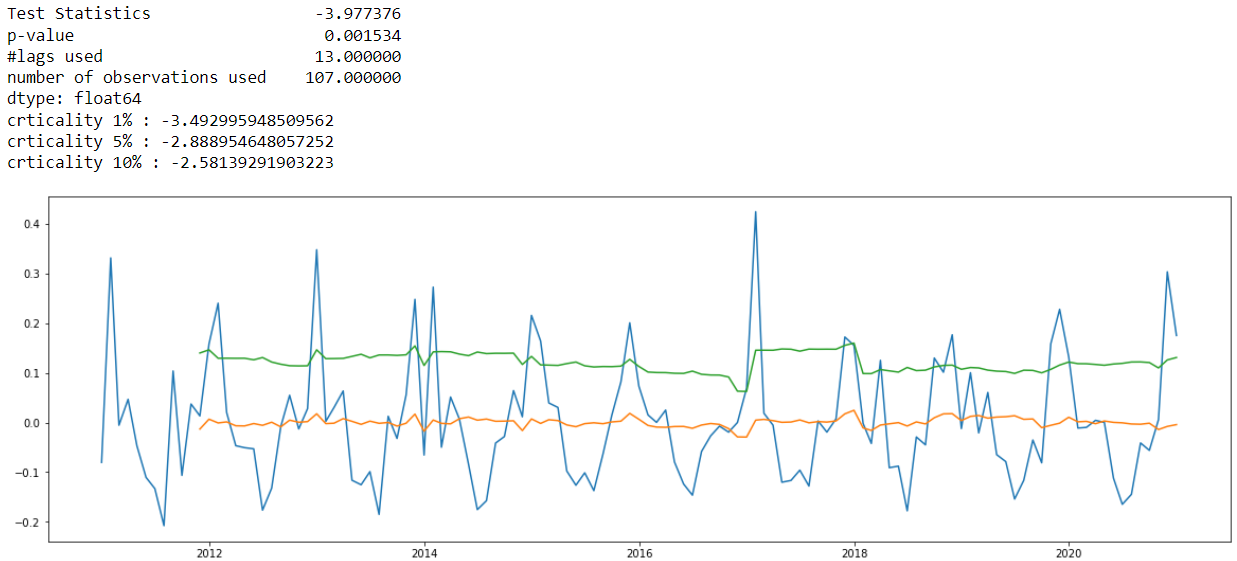 Test Statistics -3.977376
p-value 0.001534
#lags used 13.000000
number of observations used 107.000000
dtype: float64
crticality 1% : -3.492995948509562
crticality 5% : -2.888954648057252
crticality 10% : -2.58139291903223
0.4
0.3
0.2
0.1
0.0
−0.1
−0.2
2012 2014 2016 2018 2020